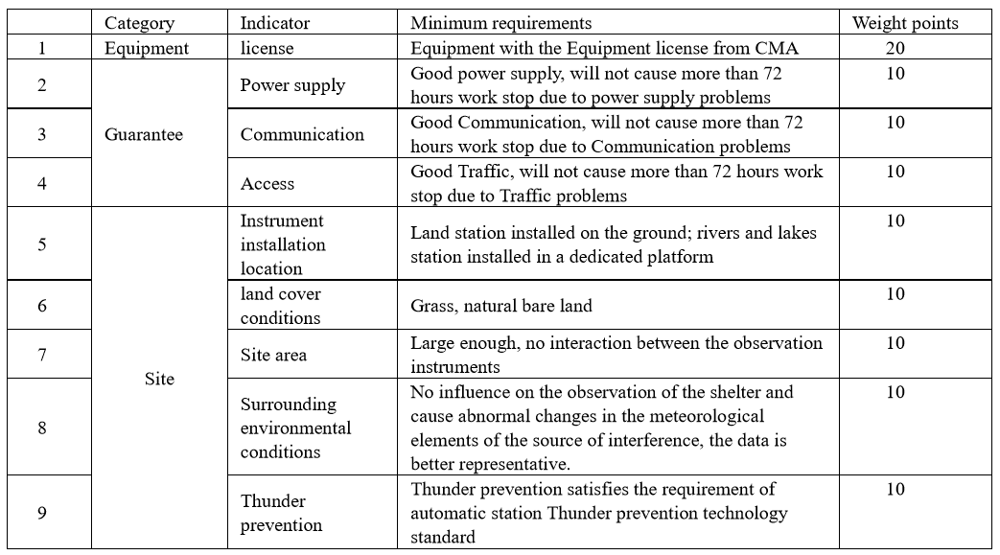 Category Indicator Minimum requirements Weight points
1 Equipment license Equipment with the Equipment license from CMA 20
2 Guarantee Power supply Good power supply, will not cause more than 72 10
hours work stop due to power supply problems
3 Communication Good Communication, will not cause more than 72 10
hours work stop due to Communication problems
4 Access Good Traffic, will not cause more than 72 hours work 10
stop due to Traffic problems
5 Site Instrument
installation
location
Land station installed on the ground; rivers and lakes 10
station installed in a dedicated platform
6 land cover
conditions
Grass, natural bare land 10
7 Site area Large enough, no interaction between the observation 10
instruments
8 Surrounding
environmental
conditions
No influence on the observation of the shelter and 10
cause abnormal changes in the meteorological
elements of the source of interference, the data is
better representative.
9 Thunder
prevention
Thunder prevention satisfies the requirement of 10
automatic station Thunder prevention technology
standard